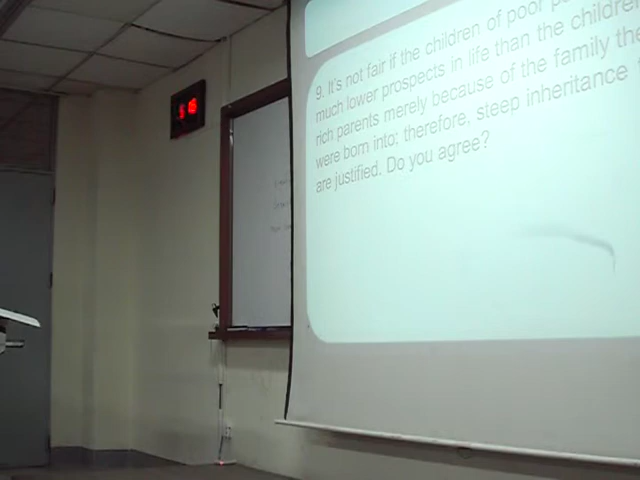 9. It's not fair if the children of poor
much lower prospects in life than the children
rich parents merely because of the family the
were born into; therefore, steep inheritance
are justified. Do you agree?